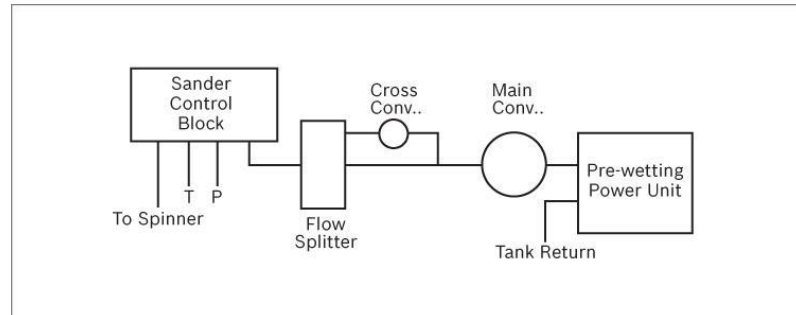 Sander
Control
Block
Cross
Conv..
Main
Conv..
Pre-wetting
Power Unit
T P
To Spinner
Flow
Splitter
Tank Return